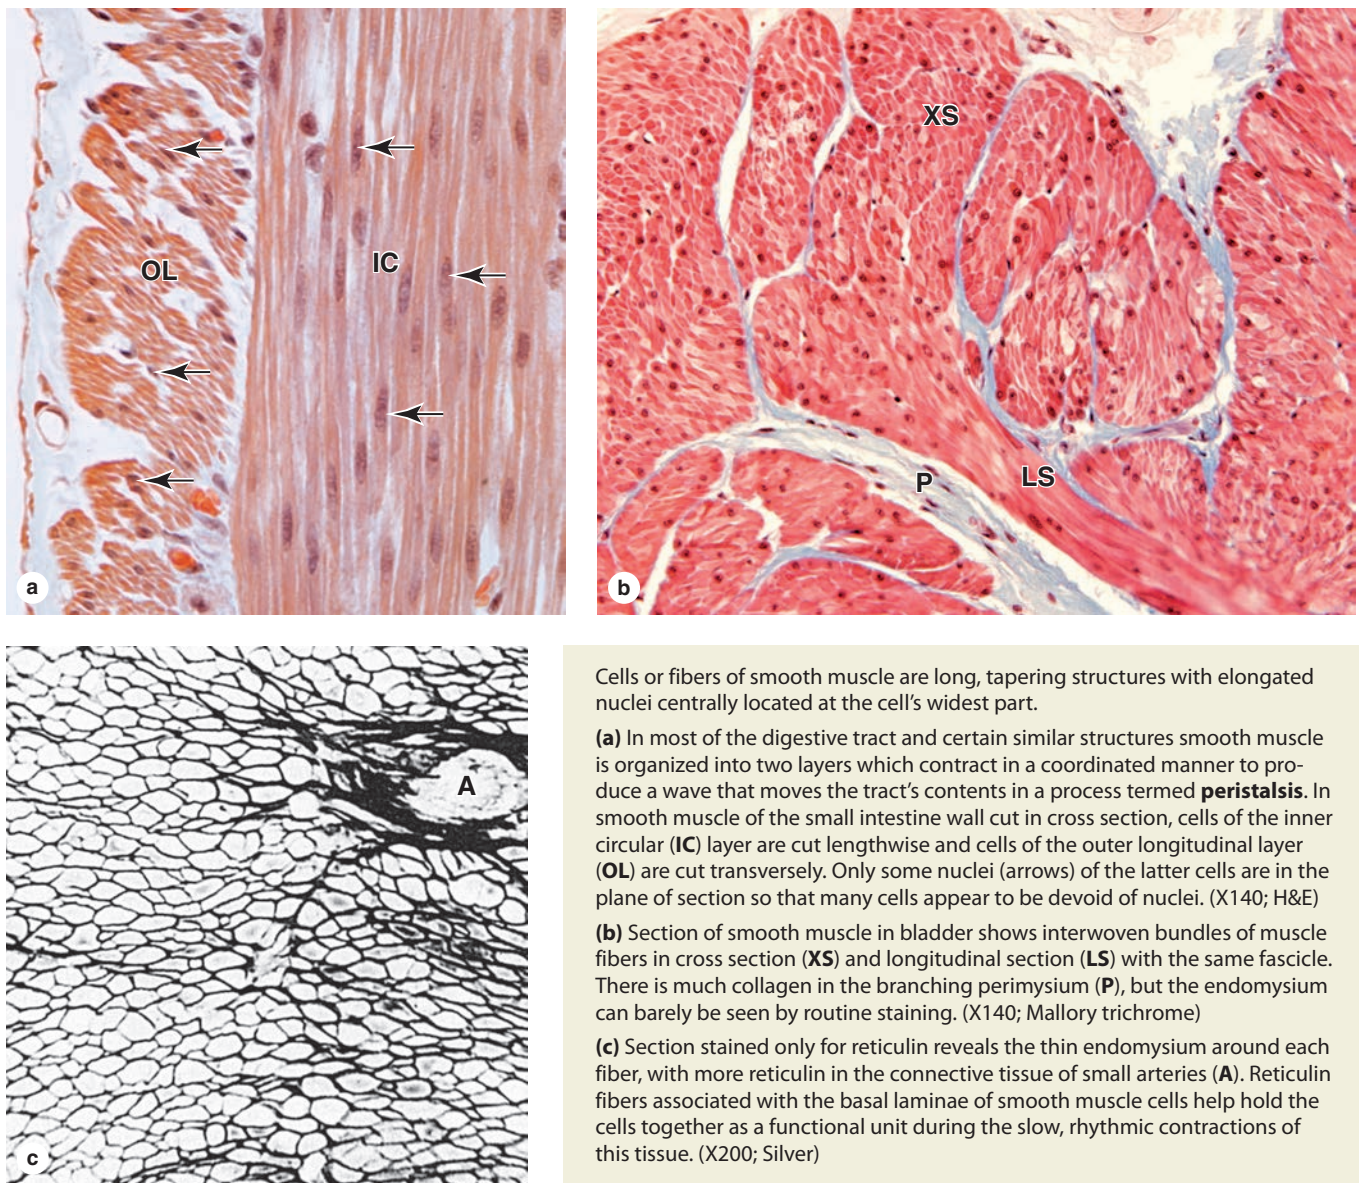 OL
IC
a
XS
P
LS
b
A
c
Cells or fibers of smooth muscle are long, tapering structures with elongated
nuclei centrally located at the cell's widest part.
(a) In most of the digestive tract and certain similar structures smooth muscle
is organized into two layers which contract in a coordinated manner to pro-
duce a wave that moves the tract's contents in a process termed peristalsis. In
smooth muscle of the small intestine wall cut in cross section, cells of the inner
circular (IC) layer are cut lengthwise and cells of the outer longitudinal layer
(OL) are cut transversely. Only some nuclei (arrows) of the latter cells are in the
plane of section so that many cells appear to be devoid of nuclei. (X140; H&E)
(b) Section of smooth muscle in bladder shows interwoven bundles of muscle
fibers in cross section (XS) and longitudinal section (LS) with the same fascicle.
There is much collagen in the branching perimysium (P), but the endomysium
can barely be seen by routine staining. (X140; Mallory trichrome)
(c) Section stained only for reticulin reveals the thin endomysium around each
fiber, with more reticulin in the connective tissue of small arteries (A). Reticulin
fibers associated with the basal laminae of smooth muscle cells help hold the
cells together as a functional unit during the slow, rhythmic contractions of
this tissue. (X200; Silver)